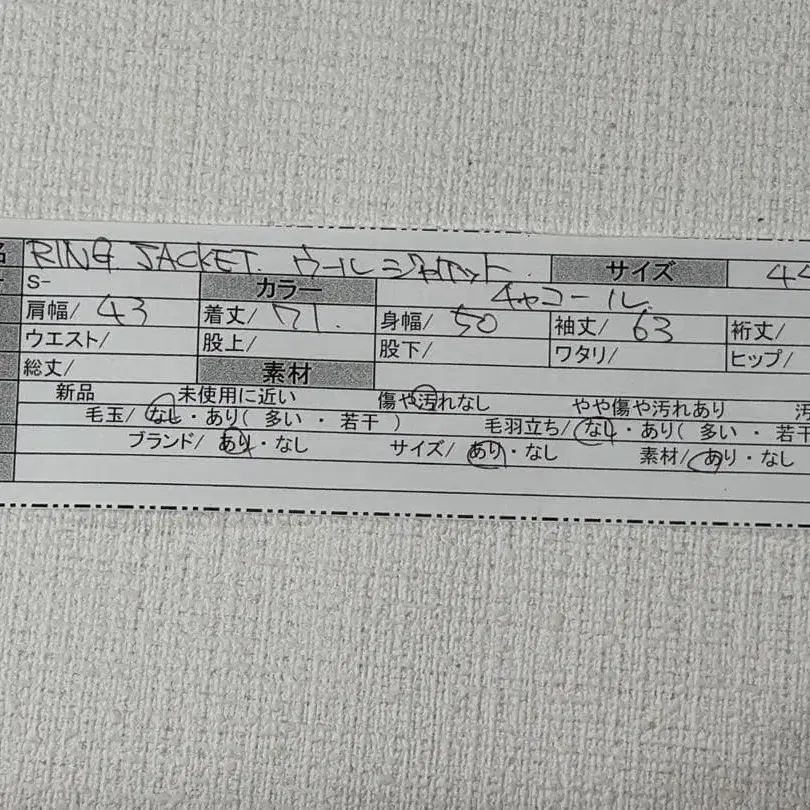 名 RING JACKET. ウールジャケット. サイズ 44
S- カラー チャコール.
肩幅/ 43 着丈/ 71. 身幅/ 50 袖丈/ 63 裄丈/
ウエスト/ 股上/ 股下/ ワタリ/ ヒップ/
総丈/ 素材
新品 未使用に近い 傷や汚れなし やや傷や汚れあり 汚
毛玉/ なし・あり( 多い ・ 若干 ) 毛羽立ち/ なし・あり( 多い ・ 若干
ブランド/ あり・なし サイズ/ あり・なし 素材/ あり・なし